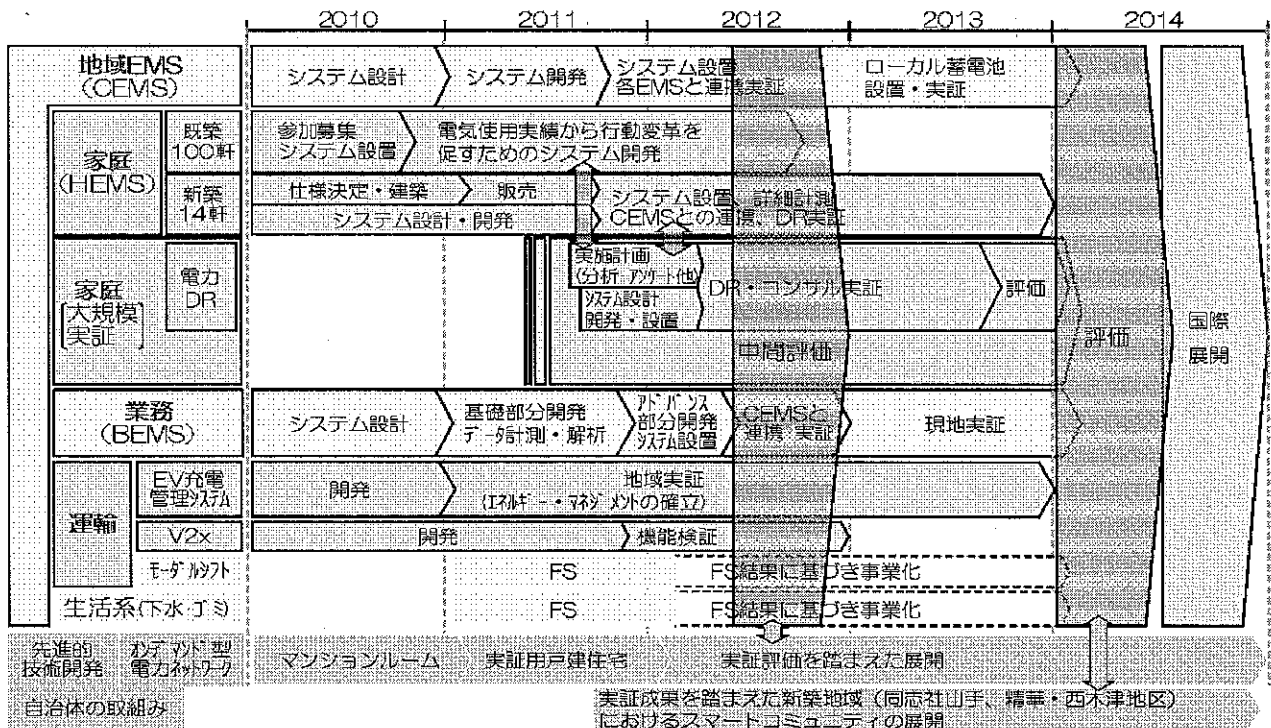 2010 2011 2012 2013 2014
地域EMS
(CEMS)
システム設計
システム開発
システム設置
各EMSと連携実証
ローカル蓄電池
設置・実証
家庭
(HEMS)
既築
100軒
参加募集
システム設置
電気使用実績から行動変革を
促すためのシステム開発
新築
14軒
仕様決定・建築
販売
システム設計・開発
システム設置、詳細計測
CEMSとの連携、DR実証
家庭
[大規模
実証]
電力
DR
実施計画
(分析・アンケート他)
システム設計
開発・設置
DR・コンサル実証
評価
中間評価
評価
国際
展開
業務
(BEMS)
システム設計
基礎部分開発
データ計測・解析
アドバンス
部分開発
システム設置
CEMSと
連携・実証
現地実証
運輸
EV充電
管理システム
開発
地域実証
(エネルギー・マネジメントの確立)
V2x
開発
機能検証
モーダルシフト
FS
FS結果に基づき事業化
生活系(下水・ゴミ)
FS
FS結果に基づき事業化
先進的
技術開発
オンデマンド型
電力ネットワーク
マンションルーム
実証用戸建住宅
実証評価を踏まえた展開
自治体の取組み
実証成果を踏まえた新築地域(同志社山手、精華・西木津地区)
におけるスマートコミュニティの展開